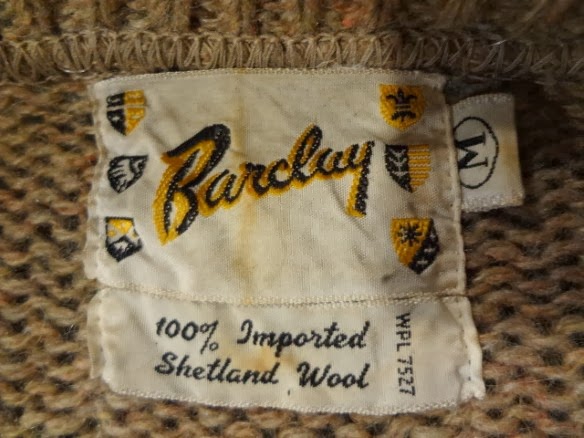 Barclay
M
100% Imported
Shetland Wool
WPL 7527